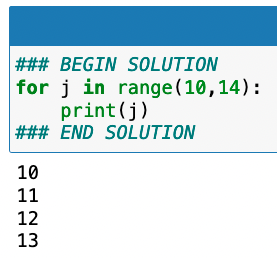 ### BEGIN SOLUTION
for j in range(10,14):
    print(j)
### END SOLUTION
10
11
12
13